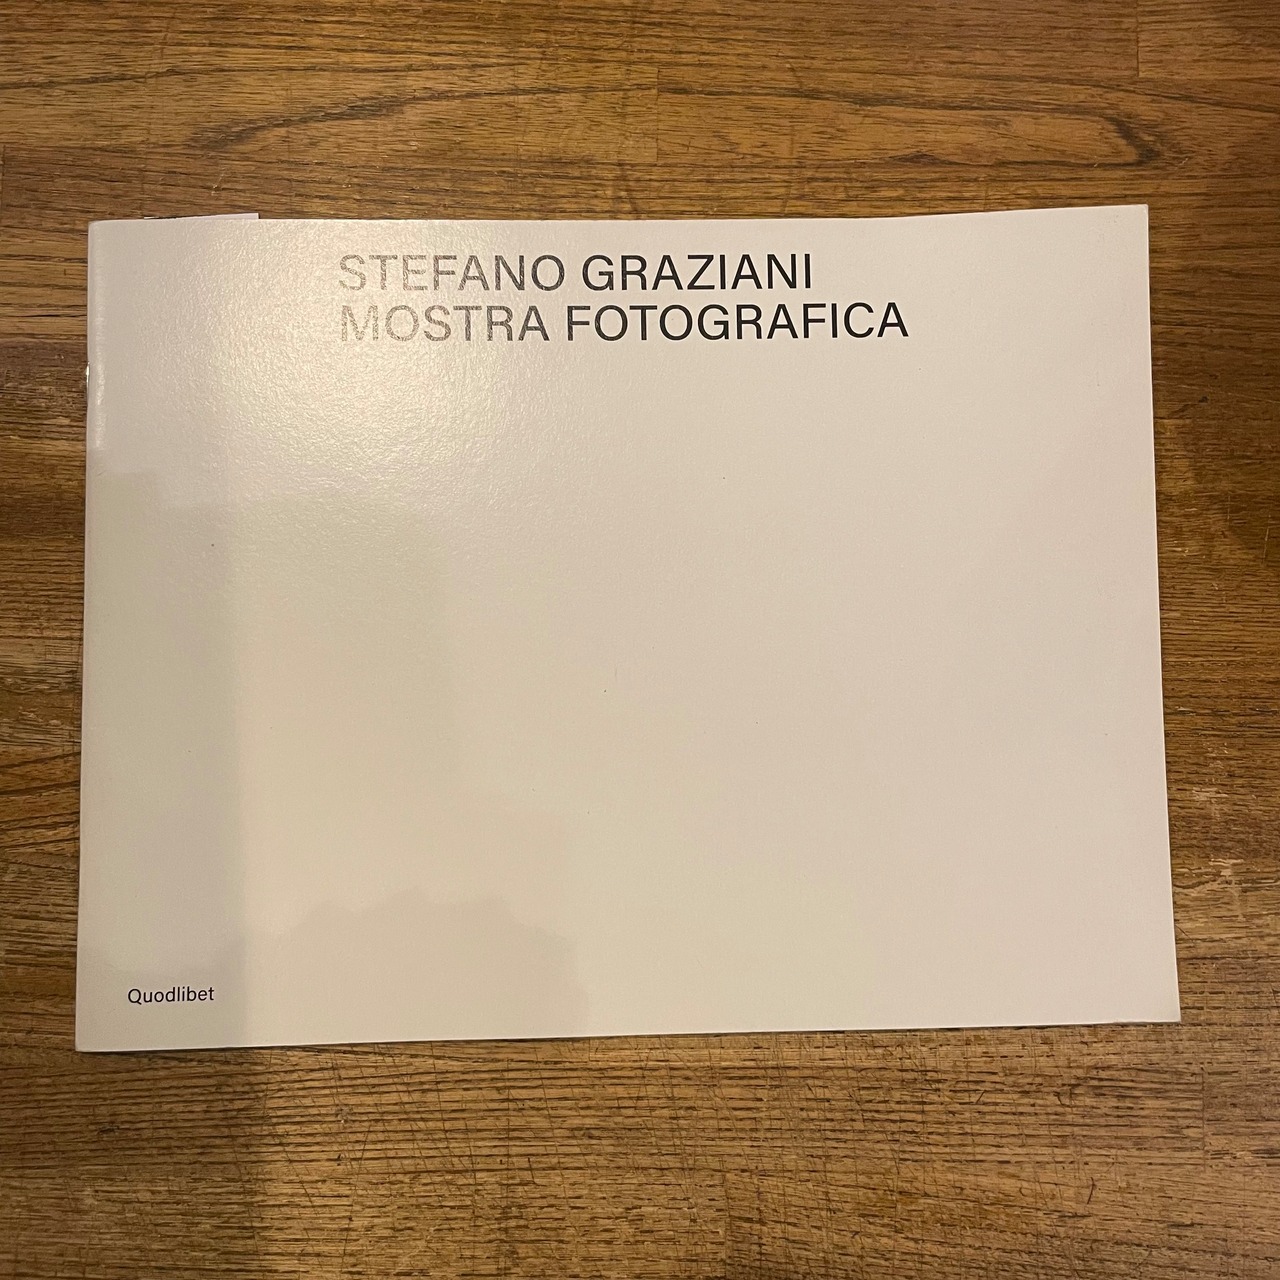 STEFANO GRAZIANI
MOSTRA FOTOGRAFICA
Quodlibet